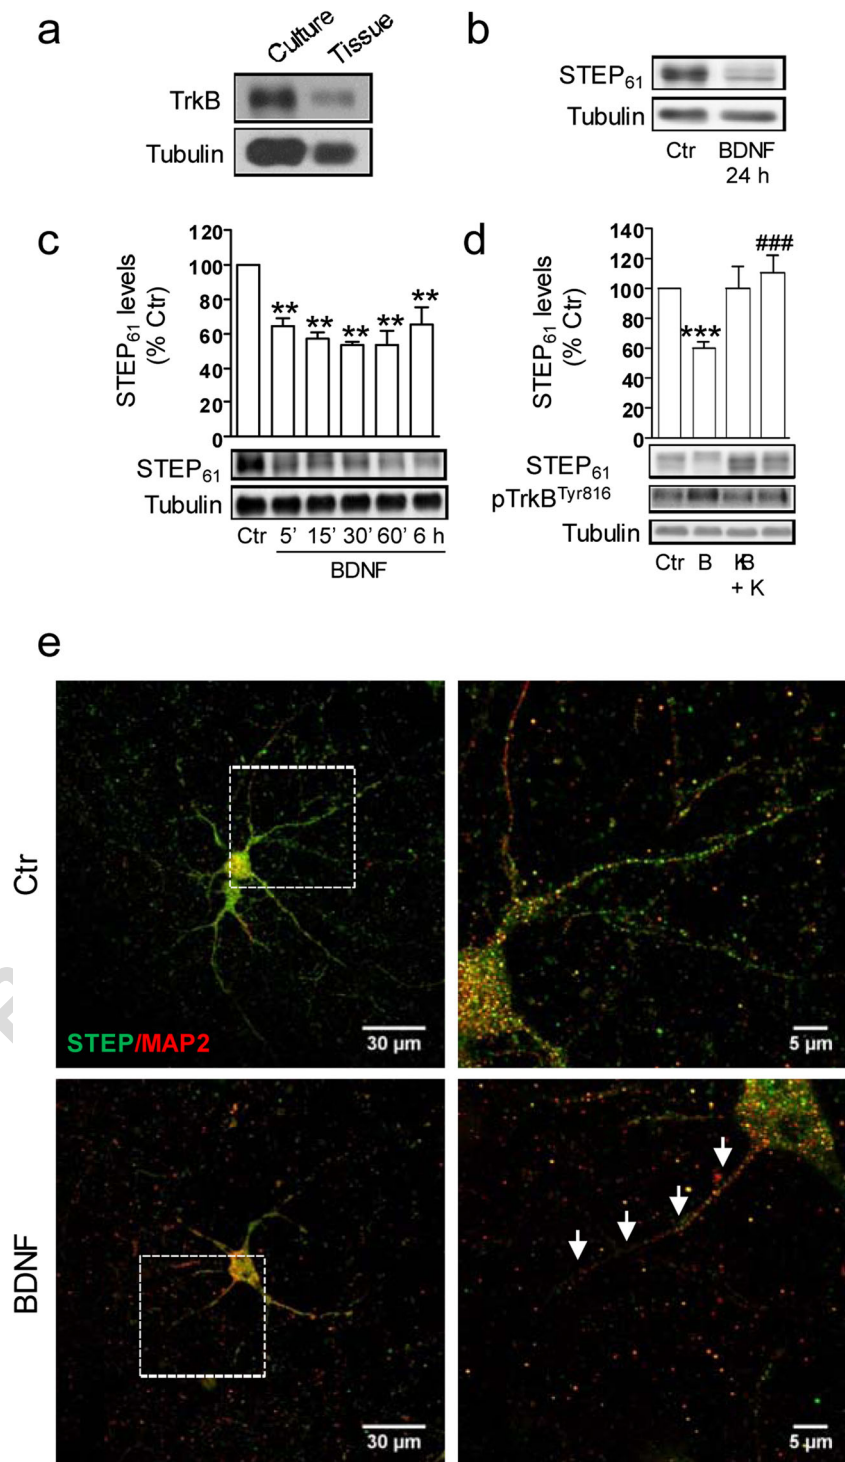 a
Culture Tissue
TrkB
Tubulin
b
STEP61
Tubulin
Ctr BDNF
24 h
c
STEP61 levels
(% Ctr)
120
100
80
60
40
20
0
** ** ** ** **
STEP61
Tubulin
Ctr 5’ 15’ 30’ 60’ 6 h
BDNF
d
STEP61 levels
(% Ctr)
140
120
100
80
60
40
20
0
*** ###
STEP61
pTrkBTyr816
Tubulin
Ctr B K B
+ K
e
Ctr
STEP/MAP2
30 µm
5 µm
BDNF
30 µm
5 µm